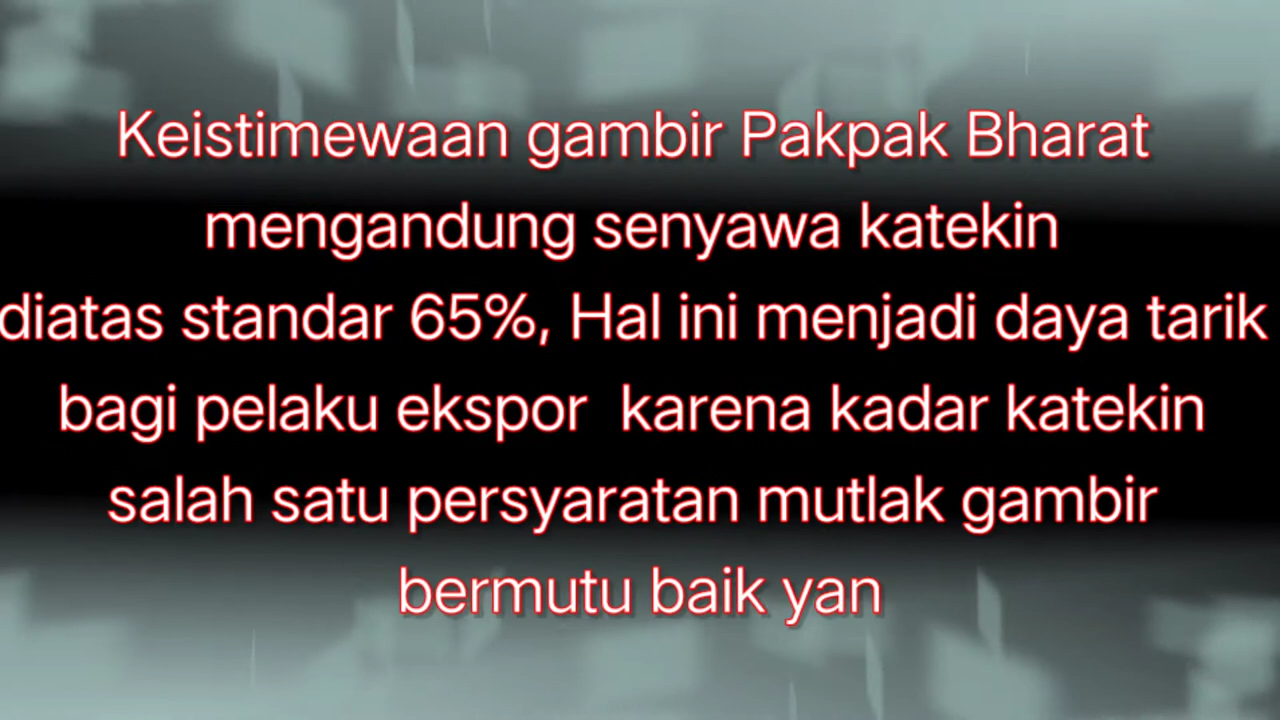 Keistimewaan gambir Pakpak Bharat
mengandung senyawa katekin
diatas standar 65%, Hal ini menjadi daya tarik
bagi pelaku ekspor  karena kadar katekin
salah satu persyaratan mutlak gambir
bermutu baik yan